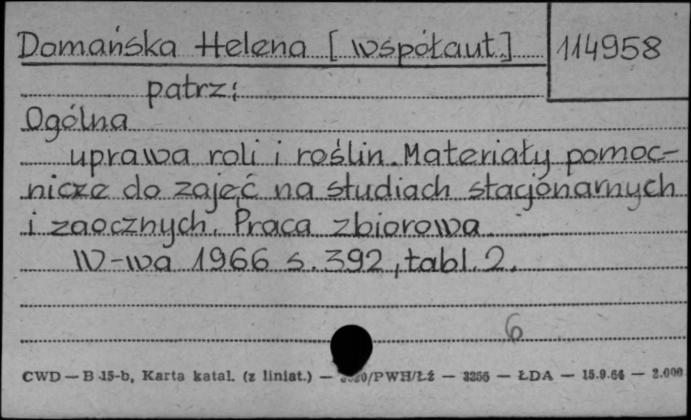 Domańska Helena [współaut.] 114958
patrz:
Ogólna
uprawa roli i roślin. Materiały pomoc-
nicze do zajęć na studiach stacjonarnych
i zaocznych. Praca zbiorowa.
W-wa 1966 s. 392, tabl. 2.
6
CWD — B-15-b, Karta katal. (z liniat.) — /PWH/Łź — 3256 — ŁDA — 15.9.64 — 2.000